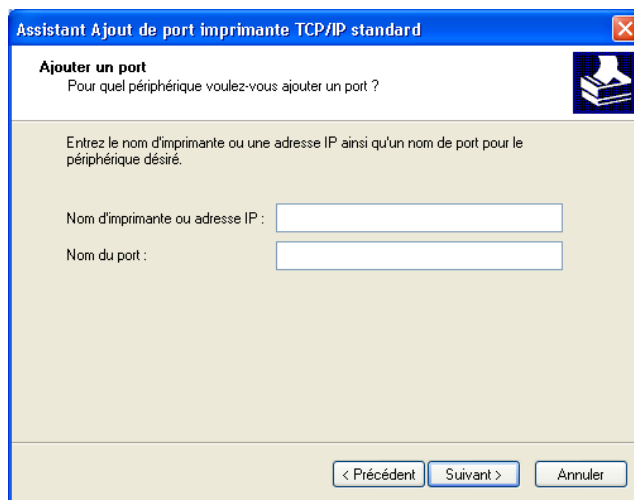 Assistant Ajout de port imprimante TCP/IP standard
Ajouter un port
Pour quel périphérique voulez-vous ajouter un port ?
Entrez le nom d'imprimante ou une adresse IP ainsi qu'un nom de port pour le
périphérique désiré.
Nom d'imprimante ou adresse IP :
Nom du port :
< Précédent
Suivant >
Annuler